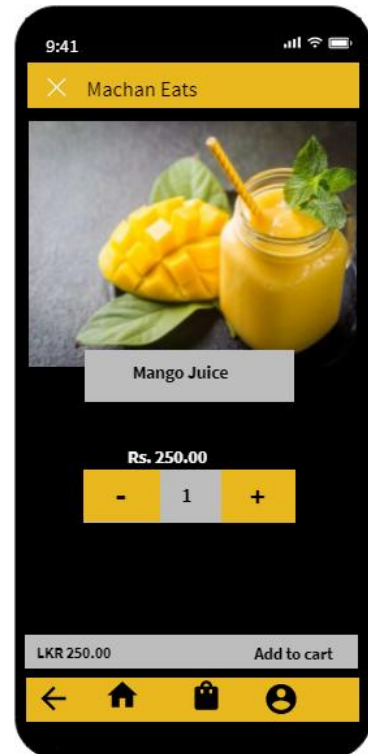 9:41
Machan Eats
Mango Juice
Rs. 250.00
- 1 +
LKR 250.00 Add to cart